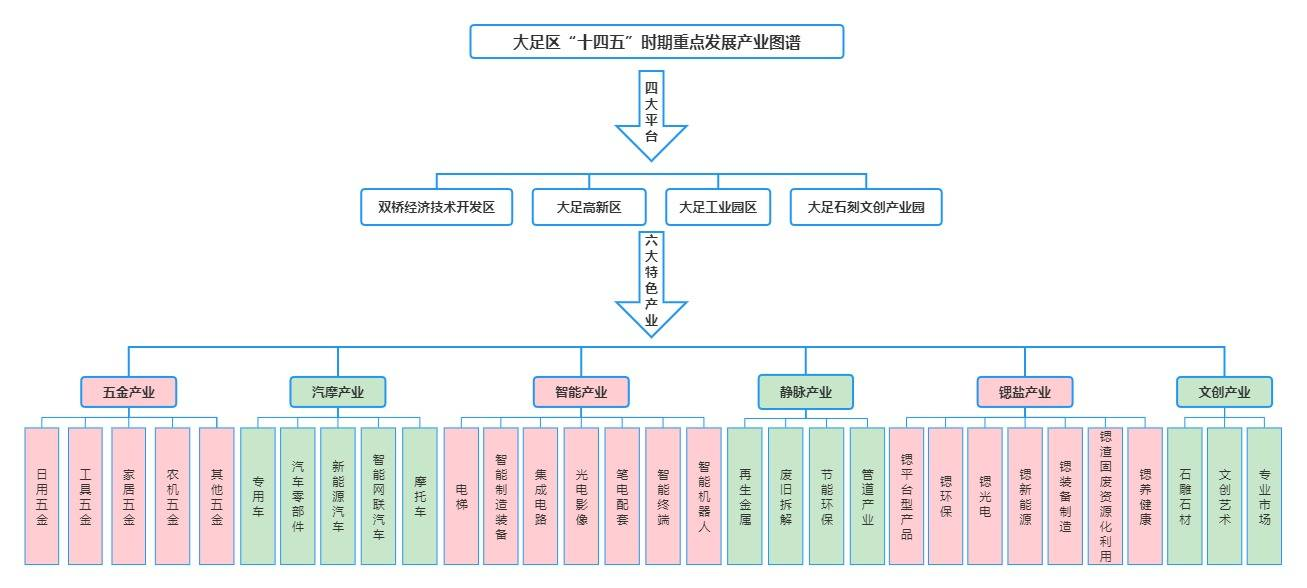 大足区“十四五”时期重点发展产业图谱
四大平台
双桥经济技术开发区
大足高新区
大足工业园区
大足石刻文创产业园
六大特色产业
五金产业
汽摩产业
智能产业
静脉产业
锶盐产业
文创产业
日用五金
工具五金
家居五金
农机五金
其他五金
专用车
汽车零部件
新能源汽车
智能网联汽车
摩托车
电梯
智能制造装备
集成电路
光电影像
笔电配套
智能终端
智能机器人
再生金属
废旧拆解
节能环保
管道产业
锶平台型产品
锶环保
锶光电
锶新能源
锶装备制造
锶渣固废资源化利用
锶养健康
石雕石材
文创艺术
专业市场